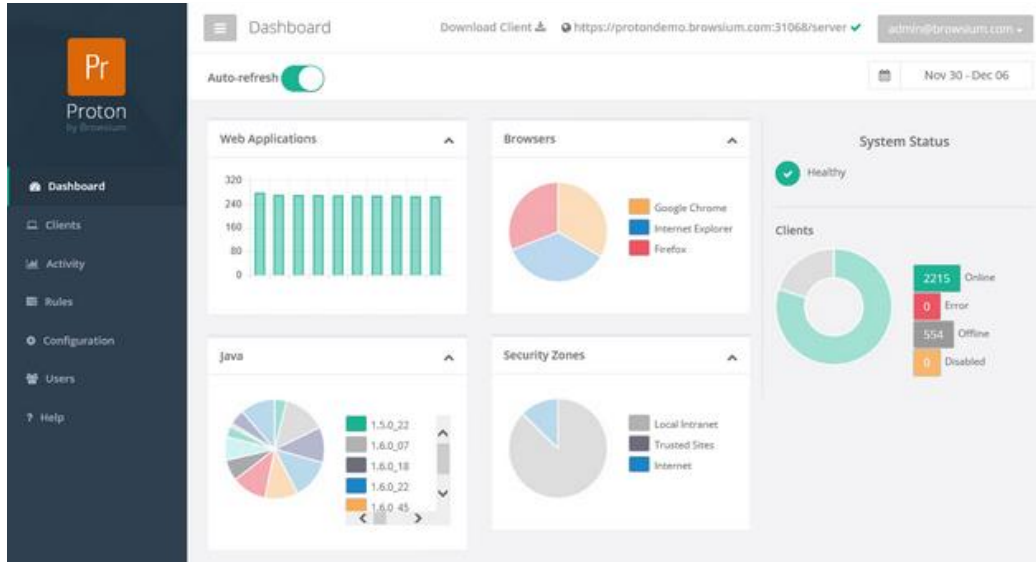 Pr
Proton
by Browsium
Dashboard
Clients
Activity
Rules
Configuration
Users
? Help
Dashboard
Download Client
https://protondemo.browsium.com:31068/server
admin@browsium.com
Auto-refresh
Nov 30 - Dec 06
Web Applications
320
240
160
80
0
Browsers
Google Chrome
Internet Explorer
Firefox
System Status
Healthy
Clients
2215 Online
0 Error
554 Offline
0 Disabled
Java
1.5.0_22
1.6.0_07
1.6.0_18
1.6.0_22
1.6.0_45
Security Zones
Local Intranet
Trusted Sites
Internet